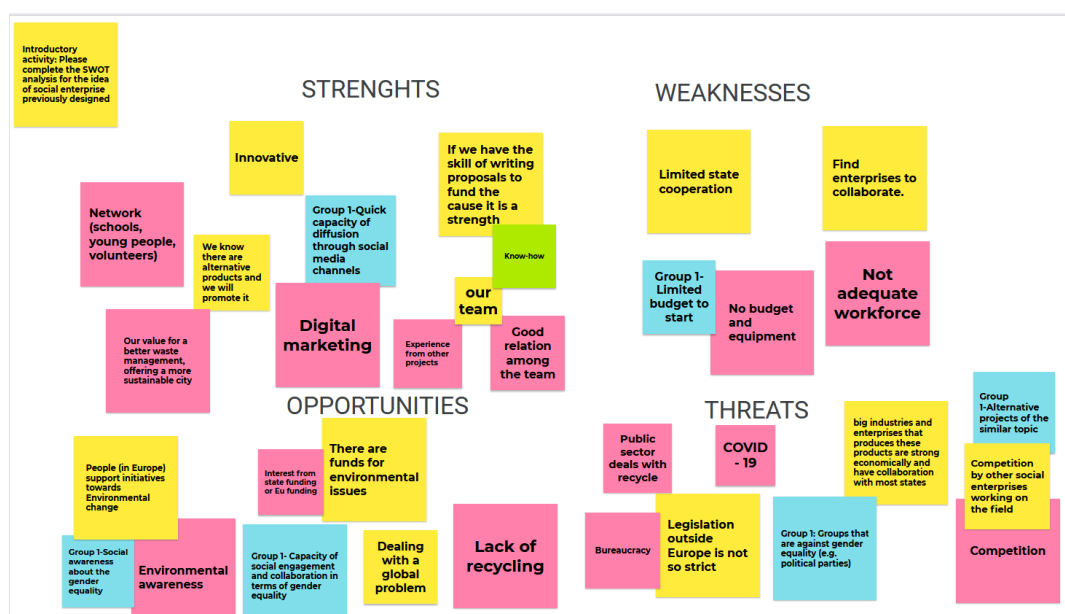 Introductory
activity: Please
complete the SWOT
analysis for the idea
of social enterprise
previously designed
STRENGHTS
Innovative
If we have the
skill of writing
proposals to
fund the
cause it is a
strength
Network
(schools,
young people,
volunteers)
Group 1-Quick
capacity of
diffusion
through social
media
channels
We know
there are
alternative
products and
we will
promote it
Know-how
our
team
Our value for a
better waste
management,
offering a more
sustainable city
Digital
marketing
Experience
from other
projects
Good
relation
among
the team
WEAKNESSES
Limited state
cooperation
Find
enterprises to
collaborate.
Group 1-
Limited
budget to
start
No budget
and
equipment
Not
adequate
workforce
OPPORTUNITIES
People (in Europe)
support initiatives
towards
Environmental
change
Interest from
state funding
or Eu funding
There are
funds for
environmental
issues
Group 1-Social
awareness
about the
gender
equality
Environmental
awareness
Group 1- Capacity of
social engagement
and collaboration in
terms of gender
equality
Dealing
with a
global
problem
Lack of
recycling
THREATS
Public
sector
deals with
recycle
COVID
- 19
big industries and
enterprises that
produces these
products are strong
economically and
have collaboration
with most states
Group
1-Alternative
projects of the
similar topic
Competition
by other social
enterprises
working on
the field
Bureaucracy
Legislation
outside
Europe is not
so strict
Group 1: Groups that
are against gender
equality (e.g.
political parties)
Competition